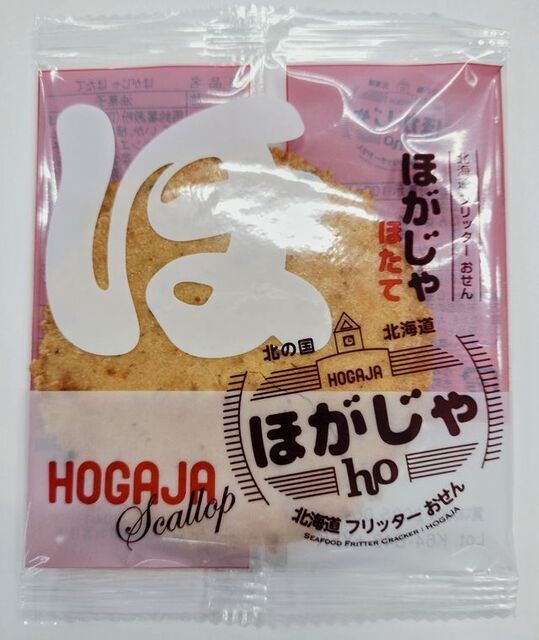 ほ
北海道フリッターおせん
ほがじゃ
ほたて
北の国
北海道
HOGAJA
ほがじゃ
ho
北海道 フリッター おせん
SEAFOOD FRITTER CRACKER : HOGAJA
HOGAJA
Scallop